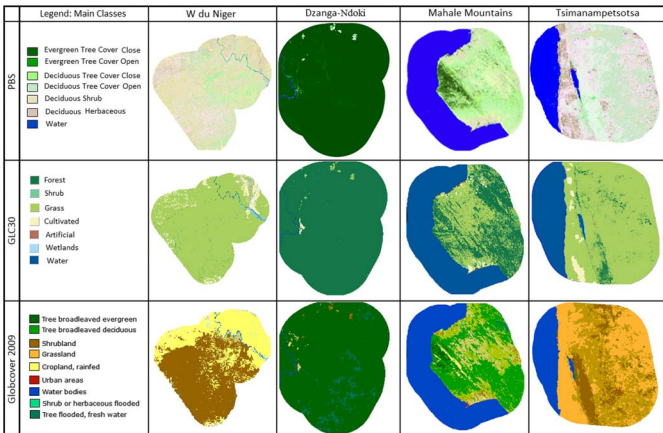 Legend: Main Classes
W du Niger
Dzanga-Ndoki
Mahale Mountains
Tsimanampetsotsa
PBS
Evergreen Tree Cover Close
Evergreen Tree Cover Open
Deciduous Tree Cover Close
Deciduous Tree Cover Open
Deciduous Shrub
Deciduous Herbaceous
Water
GLC30
Forest
Shrub
Grass
Cultivated
Artificial
Wetlands
Water
Globcover 2009
Tree broadleaved evergreen
Tree broadleaved deciduous
Shrubland
Grassland
Cropland, rainfed
Urban areas
Water bodies
Shrub or herbaceous flooded
Tree flooded, fresh water